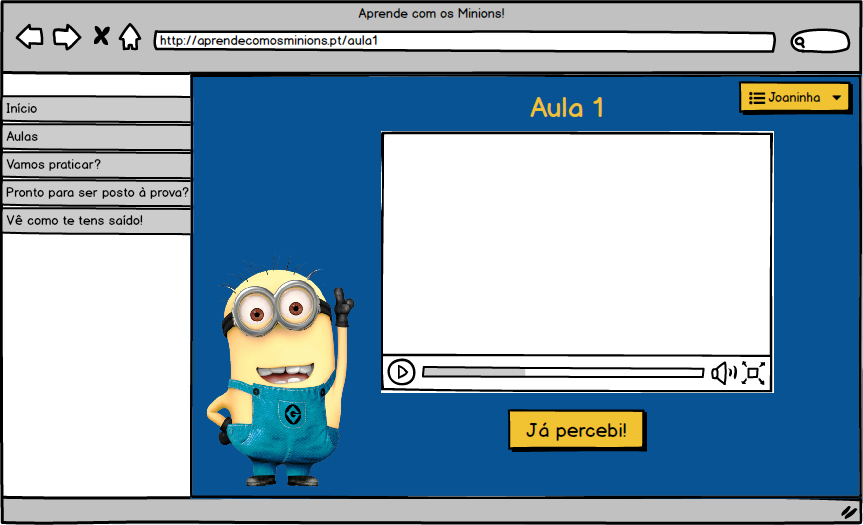 Aprende com os Minions!
http://aprendecomosminions.pt/aula1
Início
Aulas
Vamos praticar?
Pronto para ser posto à prova?
Vê como te tens saído!
Joaninha
Aula 1
Já percebi!